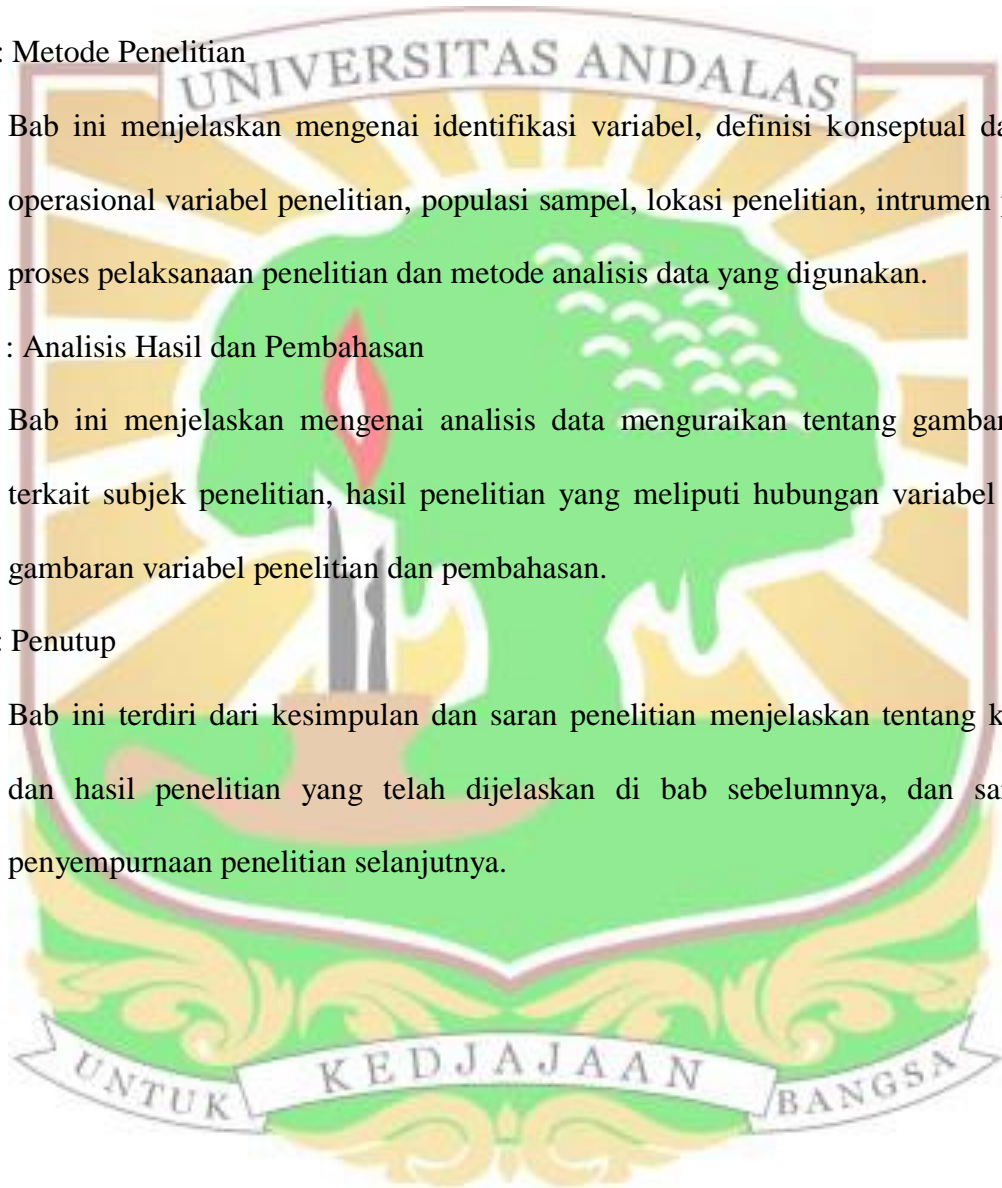 : Metode Penelitian
UNIVERSITAS ANDALAS
Bab ini menjelaskan mengenai identifikasi variabel, definisi konseptual
operasional variabel penelitian, populasi sampel, lokasi penelitian, intrumen
proses pelaksanaan penelitian dan metode analisis data yang digunakan.
: Analisis Hasil dan Pembahasan
Bab ini menjelaskan mengenai analisis data menguraikan tentang
terkait subjek penelitian, hasil penelitian yang meliputi hubungan variabel
gambaran variabel penelitian dan pembahasan.
: Penutup
Bab ini terdiri dari kesimpulan dan saran penelitian menjelaskan tentang
dan hasil penelitian yang telah dijelaskan di bab sebelumnya, dan
penyempurnaan penelitian selanjutnya.
UNTUK KEDJAJAAN BANGSA